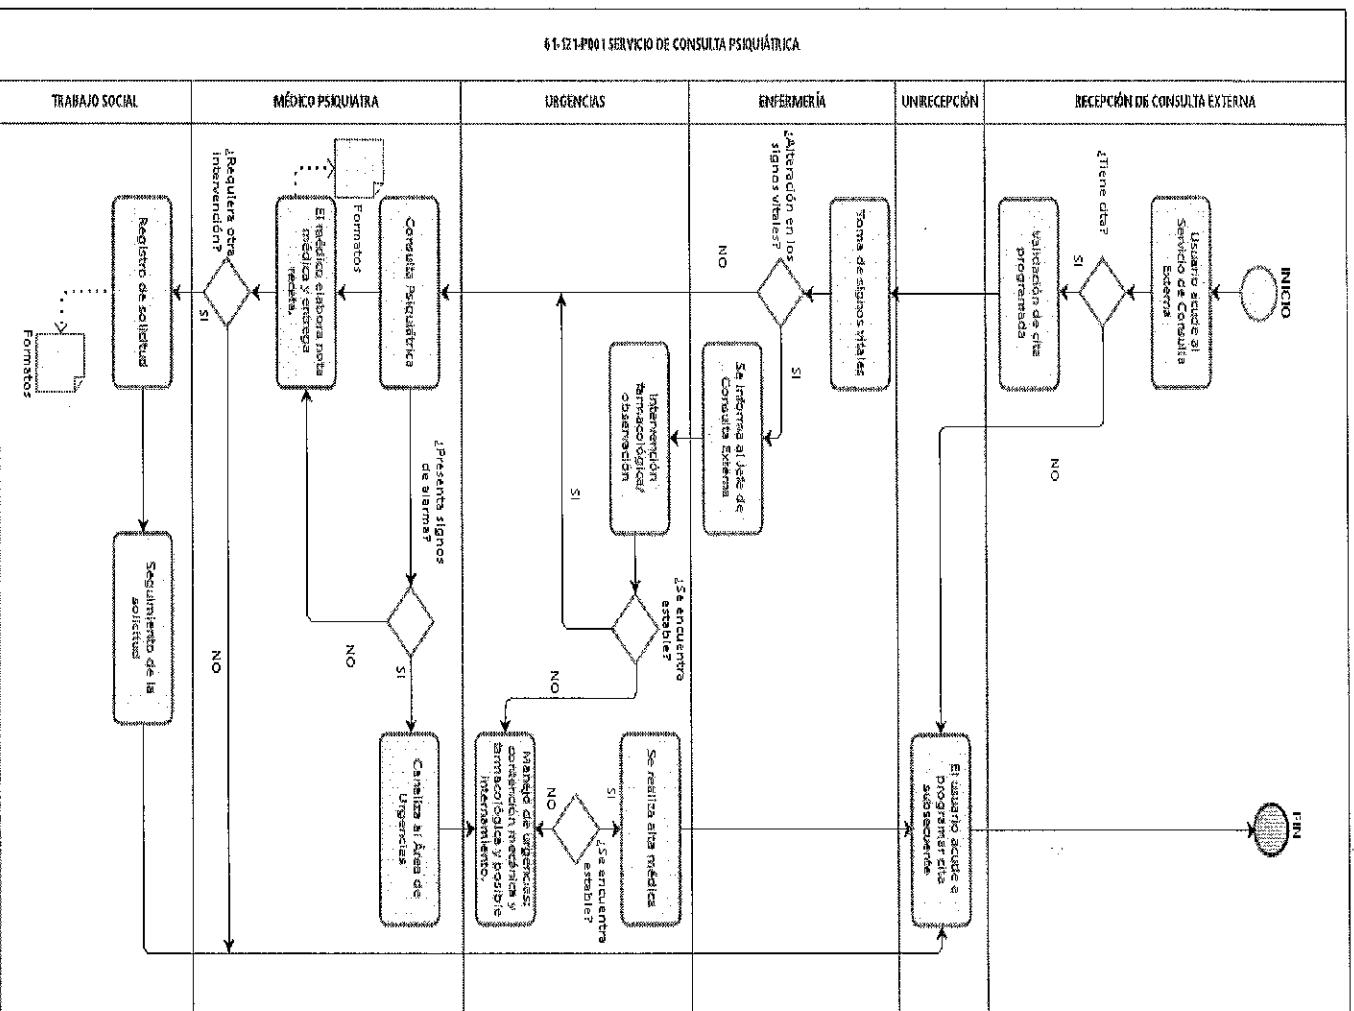 61-121-P001 SERVICIO DE CONSULTA PSIQUIÁTRICA
TRABAJO SOCIAL
MÉDICO PSIQUIATRA
URGENCIAS
ENFERMERÍA
UNIRECEPCIÓN
RECEPCIÓN DE CONSULTA EXTERNA
INICIO
Usuario acude al
Servicio de Consulta
Externa
¿Tiene cita?
SI
NO
Validación de cita
programada
Toma de signos vitales
¿Alteración en los
signos vitales?
NO
SI
Se informa al Jefe de
Consulta Externa
Intervención
farmacológica/
observación
¿Se encuentra
estable?
SI
NO
Consulta Psiquiátrica
¿Presenta signos
de alarma?
NO
SI
Canaliza al Área de
Urgencias
Manejo de urgencias:
contención mecánica y
farmacológica y posible
internamiento.
¿Se encuentra
estable?
NO
SI
Se realiza alta médica
El médico elabora nota
médica y entrega
receta.
Formatos
¿Requiera otra
intervención?
SI
NO
Registro de solicitud
Formatos
Seguimiento de la
solicitud
El usuario acude a
programar cita
subsecuente
FIN